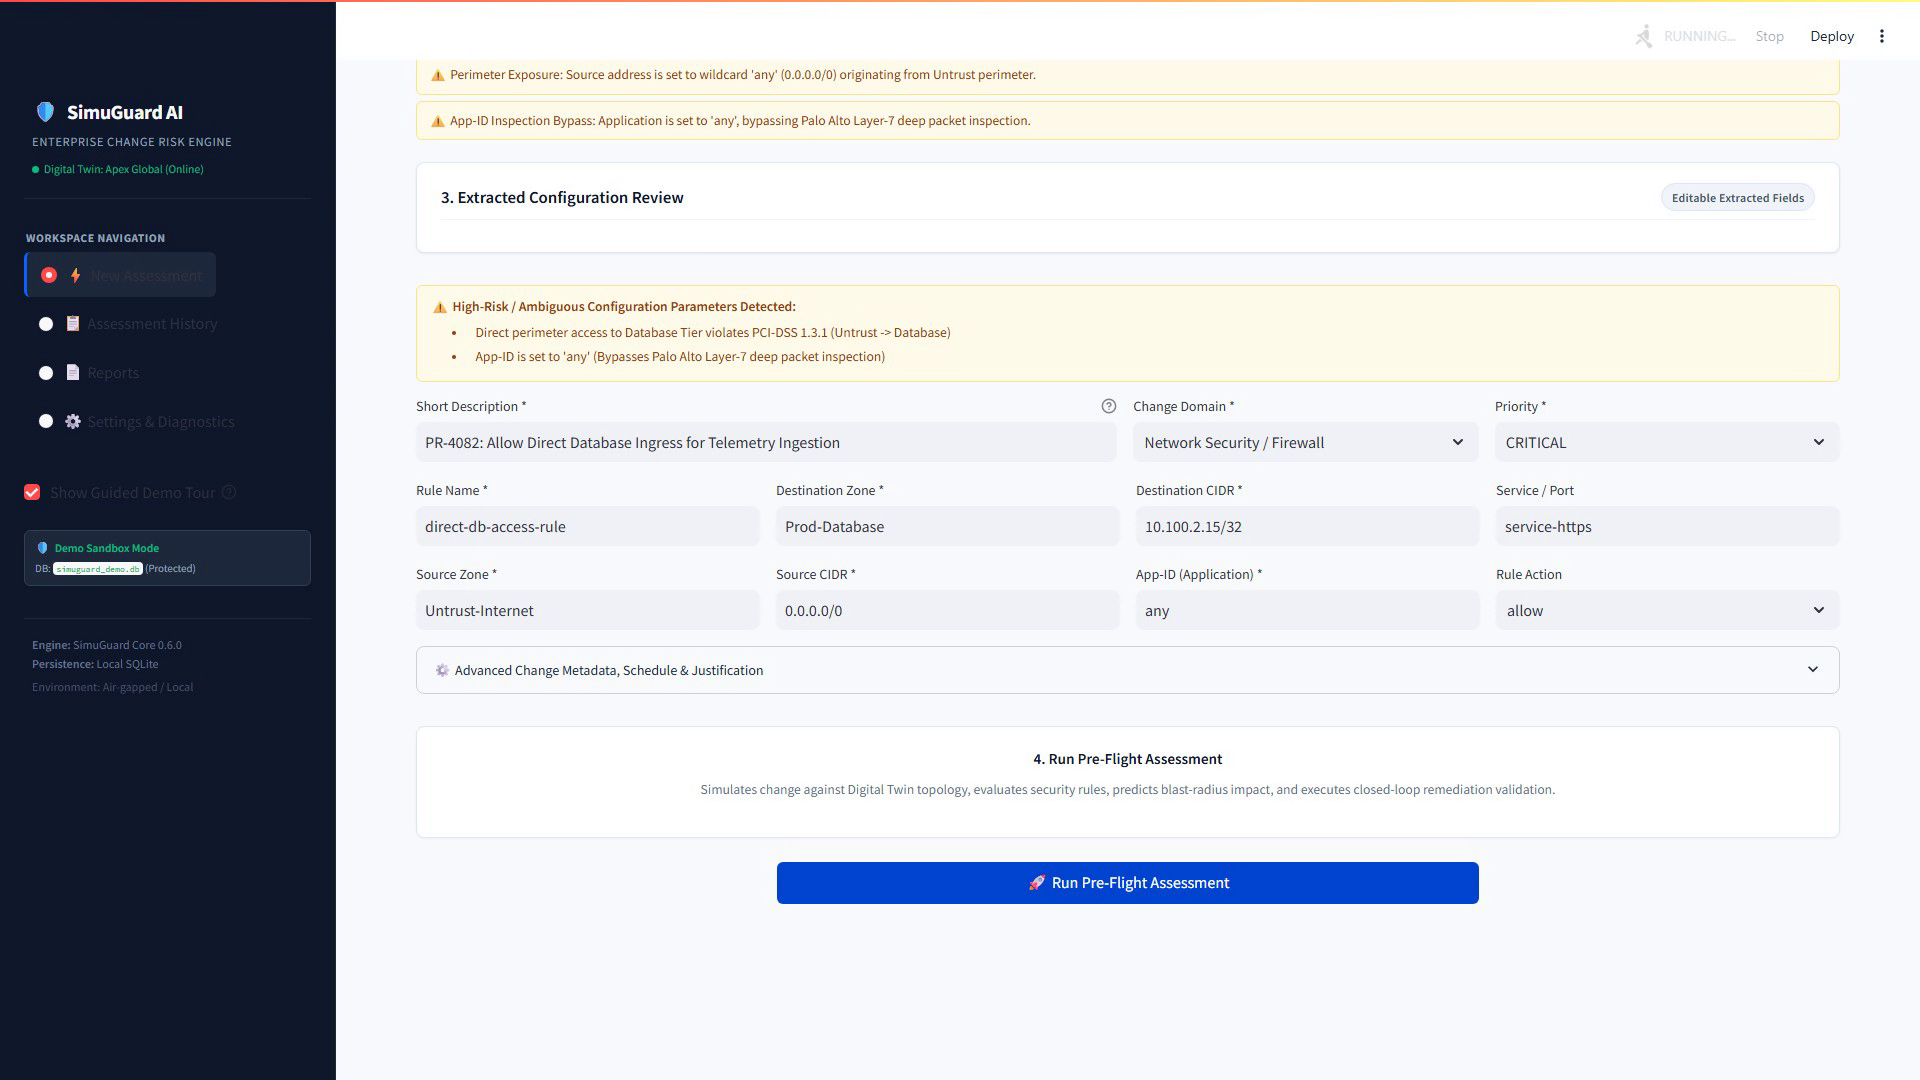 RUNNING...
Stop
Deploy
SimuGuard AI
ENTERPRISE CHANGE RISK ENGINE
Digital Twin: Apex Global (Online)
WORKSPACE NAVIGATION
New Assessment
Assessment History
Reports
Settings & Diagnostics
Show Guided Demo Tour
Demo Sandbox Mode
DB: simuguard_demo.db (Protected)
Engine: SimuGuard Core 0.6.0
Persistence: Local SQLite
Environment: Air-gapped / Local
Perimeter Exposure: Source address is set to wildcard 'any' (0.0.0.0/0) originating from Untrust perimeter.
App-ID Inspection Bypass: Application is set to 'any', bypassing Palo Alto Layer-7 deep packet inspection.
3. Extracted Configuration Review
Editable Extracted Fields
High-Risk / Ambiguous Configuration Parameters Detected:
• Direct perimeter access to Database Tier violates PCI-DSS 1.3.1 (Untrust -> Database)
• App-ID is set to 'any' (Bypasses Palo Alto Layer-7 deep packet inspection)
Short Description *
Change Domain *
Priority *
PR-4082: Allow Direct Database Ingress for Telemetry Ingestion
Network Security / Firewall
CRITICAL
Rule Name *
Destination Zone *
Destination CIDR *
Service / Port
direct-db-access-rule
Prod-Database
10.100.2.15/32
service-https
Source Zone *
Source CIDR *
App-ID (Application) *
Rule Action
Untrust-Internet
0.0.0.0/0
any
allow
Advanced Change Metadata, Schedule & Justification
4. Run Pre-Flight Assessment
Simulates change against Digital Twin topology, evaluates security rules, predicts blast-radius impact, and executes closed-loop remediation validation.
Run Pre-Flight Assessment